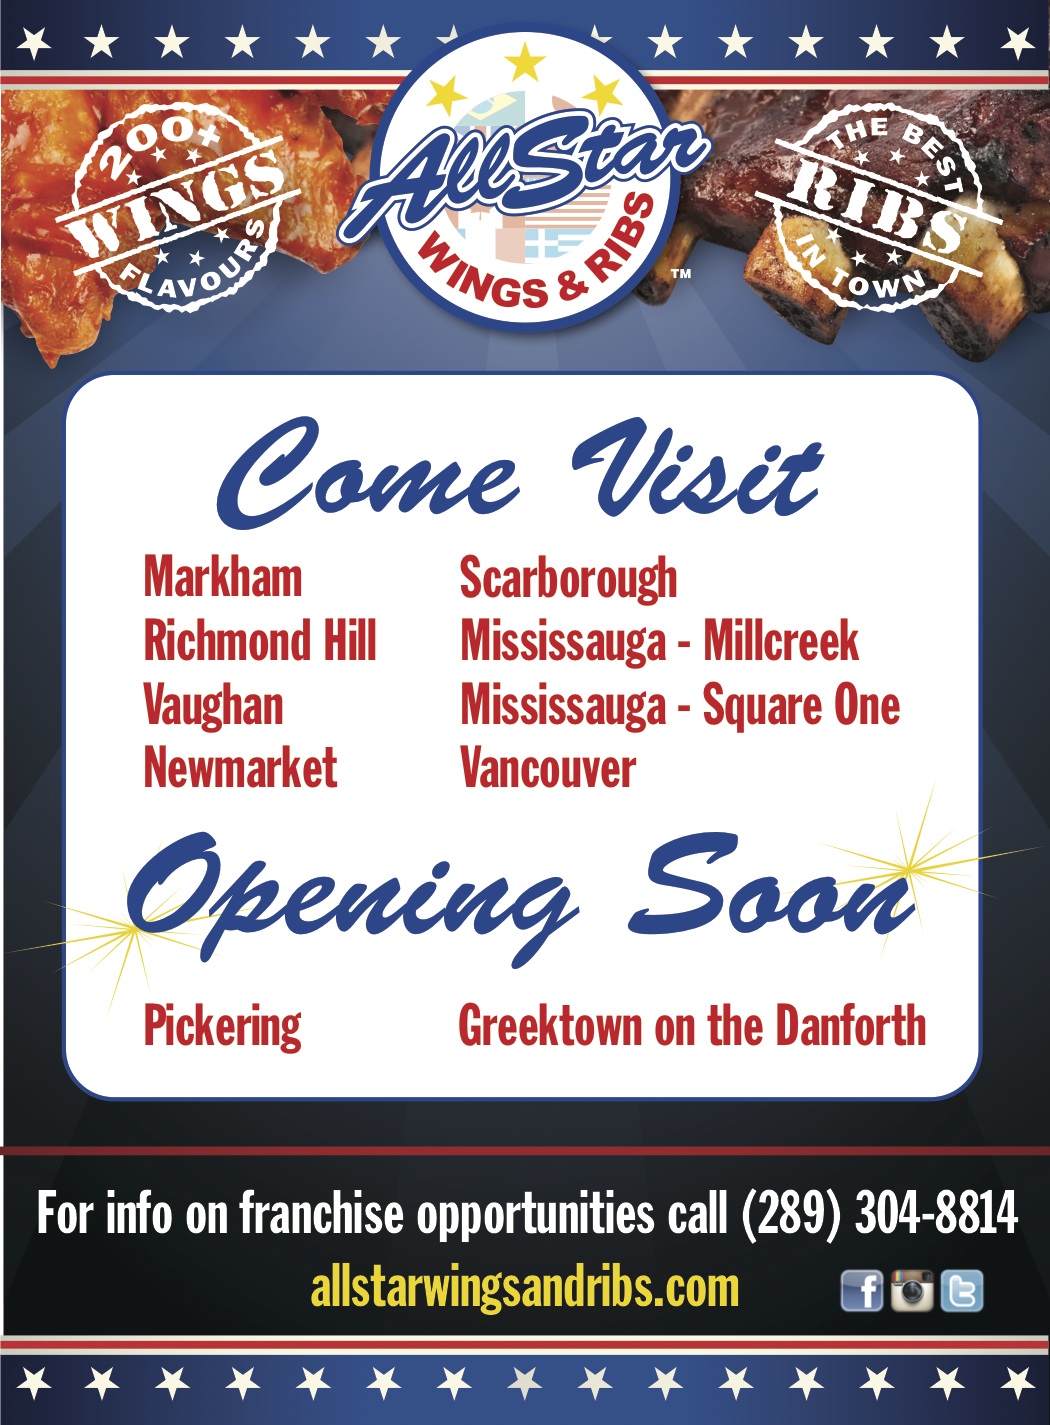 200+
WINGS
FLAVOURS
AllStar
WINGS & RIBS
TM
THE BEST
RIBS
IN TOWN
Come Visit
Markham
Scarborough
Richmond Hill
Mississauga - Millcreek
Vaughan
Mississauga - Square One
Newmarket
Vancouver
Opening Soon
Pickering
Greektown on the Danforth
For info on franchise opportunities call (289) 304-8814
allstarwingsandribs.com